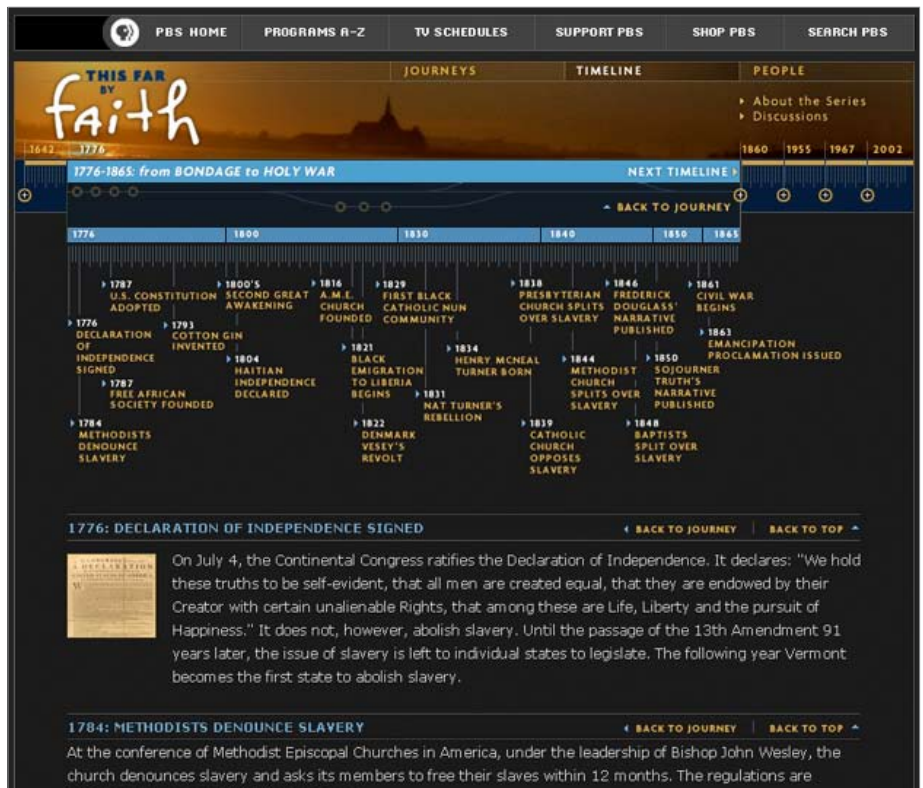 PBS HOME PROGRAMS A-Z TV SCHEDULES SUPPORT PBS SHOP PBS SEARCH PBS
THIS FAR
BY
faith
JOURNEYS TIMELINE PEOPLE
About the Series
Discussions
1642 1776 1860 1955 1967 2002
1776-1865: from BONDAGE to HOLY WAR NEXT TIMELINE
BACK TO JOURNEY
1776 1800 1830 1840 1850 1865
1787
U.S. CONSTITUTION
ADOPTED
1800'S
SECOND GREAT
AWAKENING
1816
A.M.E.
CHURCH
FOUNDED
1829
FIRST BLACK
CATHOLIC NUN
COMMUNITY
1838
PRESBYTERIAN
CHURCH SPLITS
OVER SLAVERY
1846
FREDERICK
DOUGLASS'
NARRATIVE
PUBLISHED
1861
CIVIL WAR
BEGINS
1776
DECLARATION
OF
INDEPENDENCE
SIGNED
1793
COTTON GIN
INVENTED
1863
EMANCIPATION
PROCLAMATION ISSUED
1804
HAITIAN
INDEPENDENCE
DECLARED
1821
BLACK
EMIGRATION
TO LIBERIA
BEGINS
1834
HENRY MCNEAL
TURNER BORN
1844
METHODIST
CHURCH
SPLITS OVER
SLAVERY
1850
SOJOURNER
TRUTH'S
NARRATIVE
PUBLISHED
1787
FREE AFRICAN
SOCIETY FOUNDED
1831
NAT TURNER'S
REBELLION
1784
METHODISTS
DENOUNCE
SLAVERY
1822
DENMARK
VESEY'S
REVOLT
1839
CATHOLIC
CHURCH
OPPOSES
SLAVERY
1848
BAPTISTS
SPLIT OVER
SLAVERY
1776: DECLARATION OF INDEPENDENCE SIGNED BACK TO JOURNEY | BACK TO TOP
A DECLARATION
On July 4, the Continental Congress ratifies the Declaration of Independence. It declares: "We hold
these truths to be self-evident, that all men are created equal, that they are endowed by their
Creator with certain unalienable Rights, that among these are Life, Liberty and the pursuit of
Happiness." It does not, however, abolish slavery. Until the passage of the 13th Amendment 91
years later, the issue of slavery is left to individual states to legislate. The following year Vermont
becomes the first state to abolish slavery.
1784: METHODISTS DENOUNCE SLAVERY BACK TO JOURNEY | BACK TO TOP
At the conference of Methodist Episcopal Churches in America, under the leadership of Bishop John Wesley, the
church denounces slavery and asks its members to free their slaves within 12 months. The regulations are